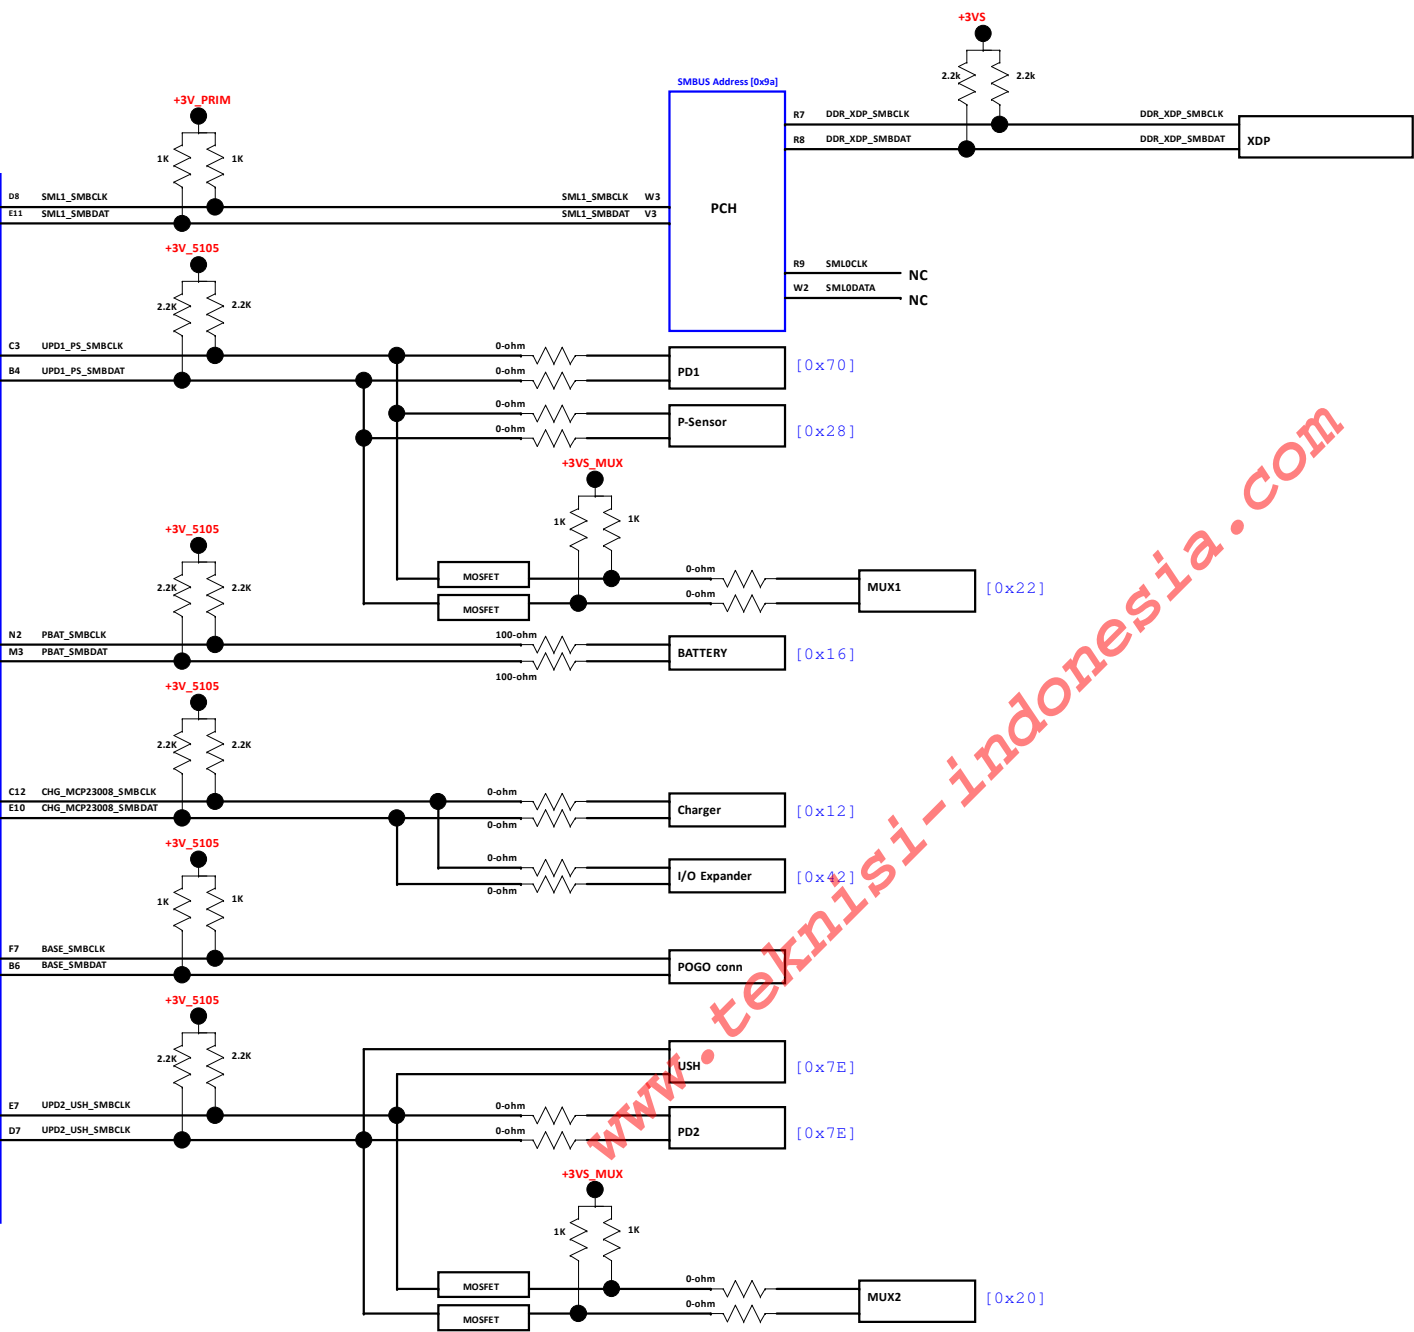 +3VS
2.2k 2.2k
SMBUS Address [0x9a]
R7 DDR_XDP_SMBCLK DDR_XDP_SMBCLK
R8 DDR_XDP_SMBDAT DDR_XDP_SMBDAT
XDP
+3V_PRIM
1K 1K
D8 SML1_SMBCLK SML1_SMBCLK W3
E11 SML1_SMBDAT SML1_SMBDAT V3
PCH
R9 SML0CLK NC
W2 SML0DATA NC
+3V_5105
2.2K 2.2K
C3 UPD1_PS_SMBCLK 0-ohm
B4 UPD1_PS_SMBDAT 0-ohm
PD1 [0x70]
0-ohm
0-ohm
P-Sensor [0x28]
+3VS_MUX
1K 1K
MOSFET 0-ohm
MOSFET 0-ohm
MUX1 [0x22]
+3V_5105
2.2K 2.2K
N2 PBAT_SMBCLK 100-ohm
M3 PBAT_SMBDAT
100-ohm
BATTERY [0x16]
+3V_5105
2.2K 2.2K
C12 CHG_MCP23008_SMBCLK 0-ohm
E10 CHG_MCP23008_SMBDAT 0-ohm
Charger [0x12]
0-ohm
0-ohm
I/O Expander [0x42]
+3V_5105
1K 1K
F7 BASE_SMBCLK
B6 BASE_SMBDAT
POGO conn
+3V_5105
2.2K 2.2K
USH [0x7E]
E7 UPD2_USH_SMBCLK 0-ohm
D7 UPD2_USH_SMBCLK 0-ohm
PD2 [0x7E]
+3VS_MUX
1K 1K
MOSFET 0-ohm
MOSFET 0-ohm
MUX2 [0x20]
www.teknisi-indonesia.com